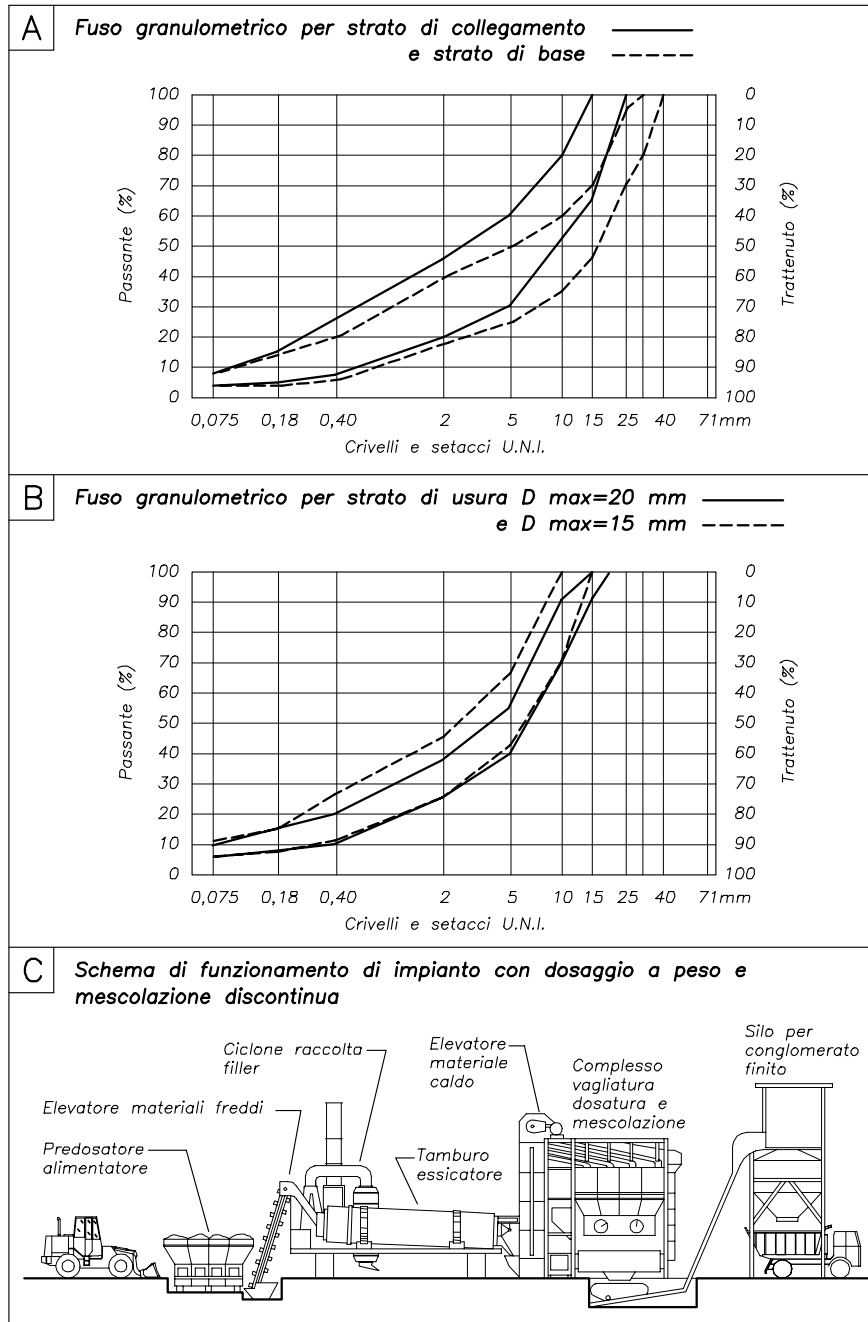 A
Fuso granulometrico per strato di collegamento
e strato di base
100
90
80
70
60
50
40
30
20
10
0
Passante (%)
0
10
20
30
40
50
60
70
80
90
100
Trattenuto (%)
0,075 0,18 0,40 2 5 10 15 25 40 71mm
Crivelli e setacci U.N.I.
B
Fuso granulometrico per strato di usura D max=20 mm
e D max=15 mm
100
90
80
70
60
50
40
30
20
10
0
Passante (%)
0
10
20
30
40
50
60
70
80
90
100
Trattenuto (%)
0,075 0,18 0,40 2 5 10 15 25 40 71mm
Crivelli e setacci U.N.I.
C
Schema di funzionamento di impianto con dosaggio a peso e
mescolazione discontinua
Ciclone raccolta
filler
Elevatore
materiale
caldo
Silo per
conglomerato
finito
Complesso
vagliatura
dosatura e
mescolazione
Elevatore materiali freddi
Predosatore
alimentatore
Tamburo
essicatore